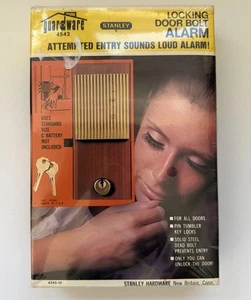 guardware
4542
STANLEY
LOCKING
DOOR BOLT
ALARM
ATTEMPTED ENTRY SOUNDS LOUD ALARM!
USES
STANDARD
SIZE
C BATTERY
NOT
INCLUDED
• FOR ALL DOORS
• PIN TUMBLER
KEY LOCKS
• SOLID STEEL
DEAD BOLT
PREVENTS ENTRY
• ONLY YOU CAN
UNLOCK THE DOOR!
STANLEY HARDWARE New Britain, Conn.